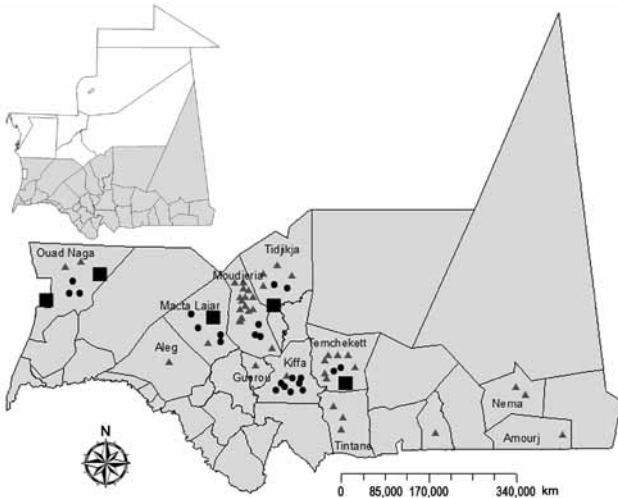 Ouad Naga
Tidjikja
Moudjeria
Macta Lajar
Temchekett
Aleg
Kiffa
Guerou
Nema
Tintane
Amourj
N
0 85,000 170,000 340,000 km